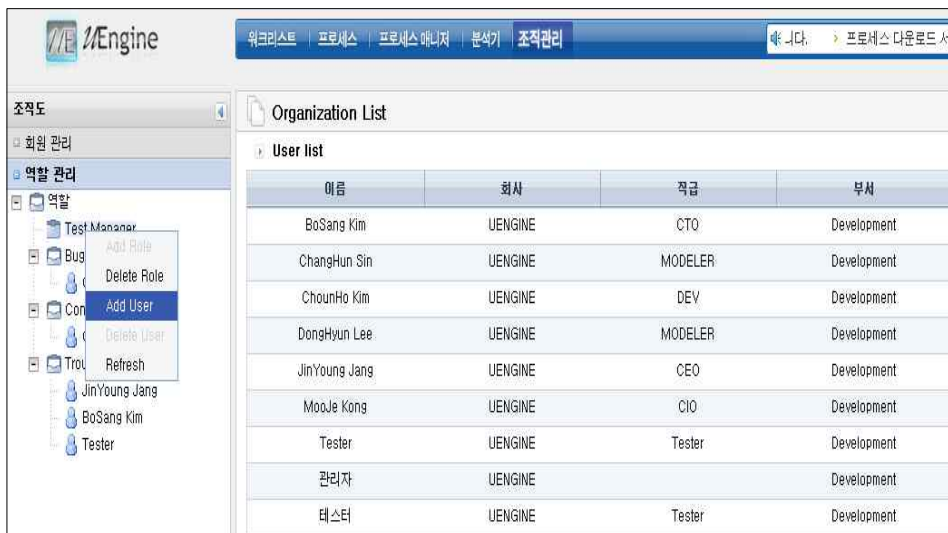 uEngine
워크리스트 프로세스 프로세스 매니저 분석기 조직관리
니다. 프로세스 다운로드
조직도
회원 관리
역할 관리
역할
Test Manager
Bug
Con
Trou
JinYoung Jang
BoSang Kim
Tester
Add Role
Delete Role
Add User
Delete User
Refresh
Organization List
User list
이름 회사 직급 부서
BoSang Kim UENGINE CTO Development
ChangHun Sin UENGINE MODELER Development
ChounHo Kim UENGINE DEV Development
DongHyun Lee UENGINE MODELER Development
JinYoung Jang UENGINE CEO Development
MooJe Kong UENGINE CIO Development
Tester UENGINE Tester Development
관리자 UENGINE Development
테스터 UENGINE Tester Development